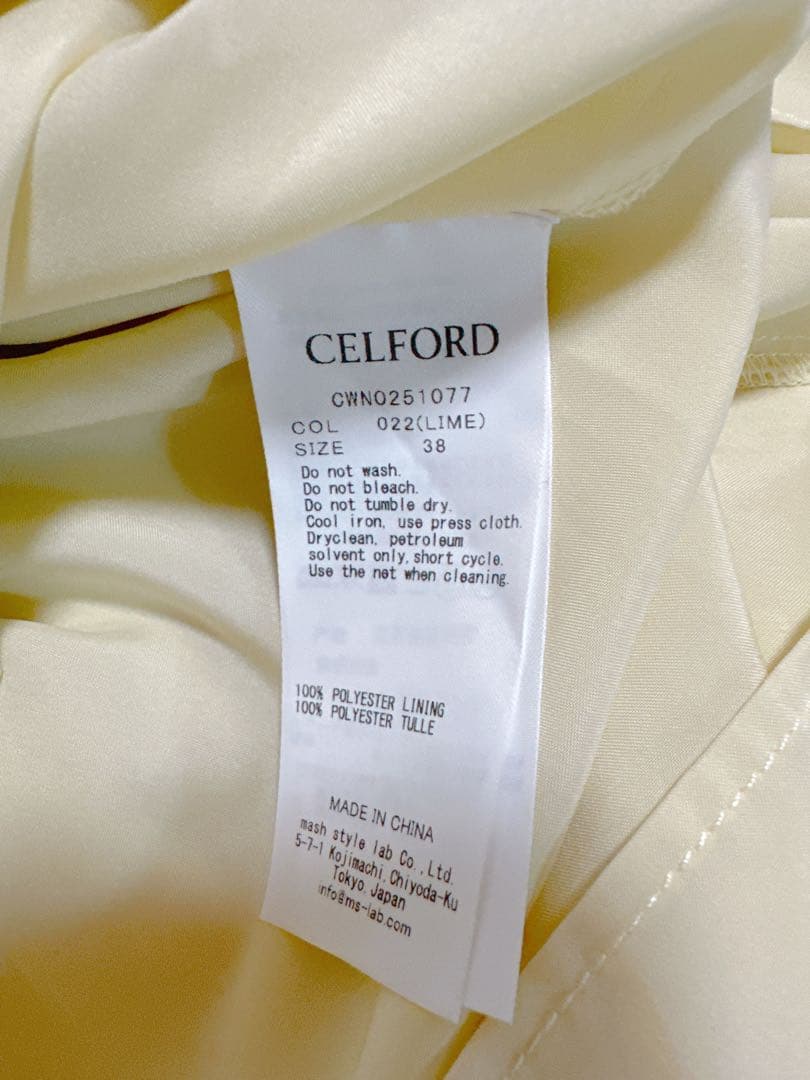 CELFORD
CWNO251077
COL 022(LIME)
SIZE 38
Do not wash.
Do not bleach.
Do not tumble dry.
Cool iron, use press cloth.
Dryclean, petroleum
solvent only, short cycle.
Use the net when cleaning.
100% POLYESTER LINING
100% POLYESTER TULLE
MADE IN CHINA
mash style lab Co.,Ltd.
5-7-1 Kojimachi,Chiyoda-Ku
Tokyo.Japan
info@ms-lab.com